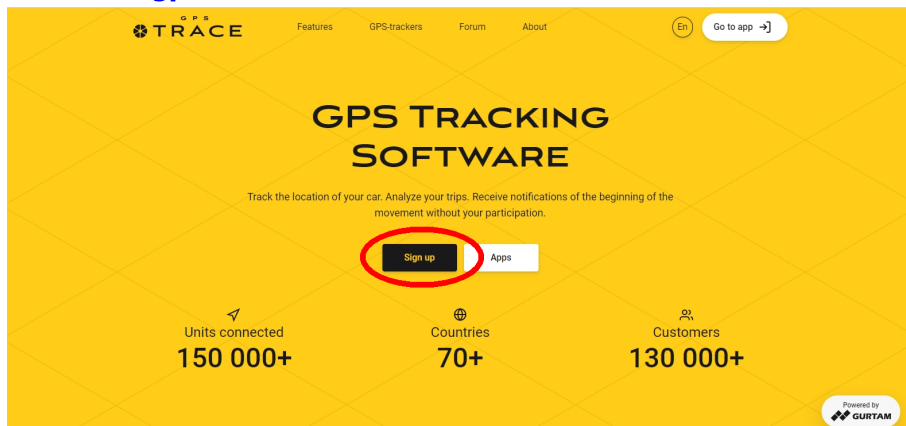 GPS
TRACE
Features
GPS-trackers
Forum
About
En
Go to app
GPS TRACKING
SOFTWARE
Track the location of your car. Analyze your trips. Receive notifications of the beginning of the
movement without your participation.
Sign up
Apps
Units connected
150 000+
Countries
70+
Customers
130 000+
Powered by
GURTAM